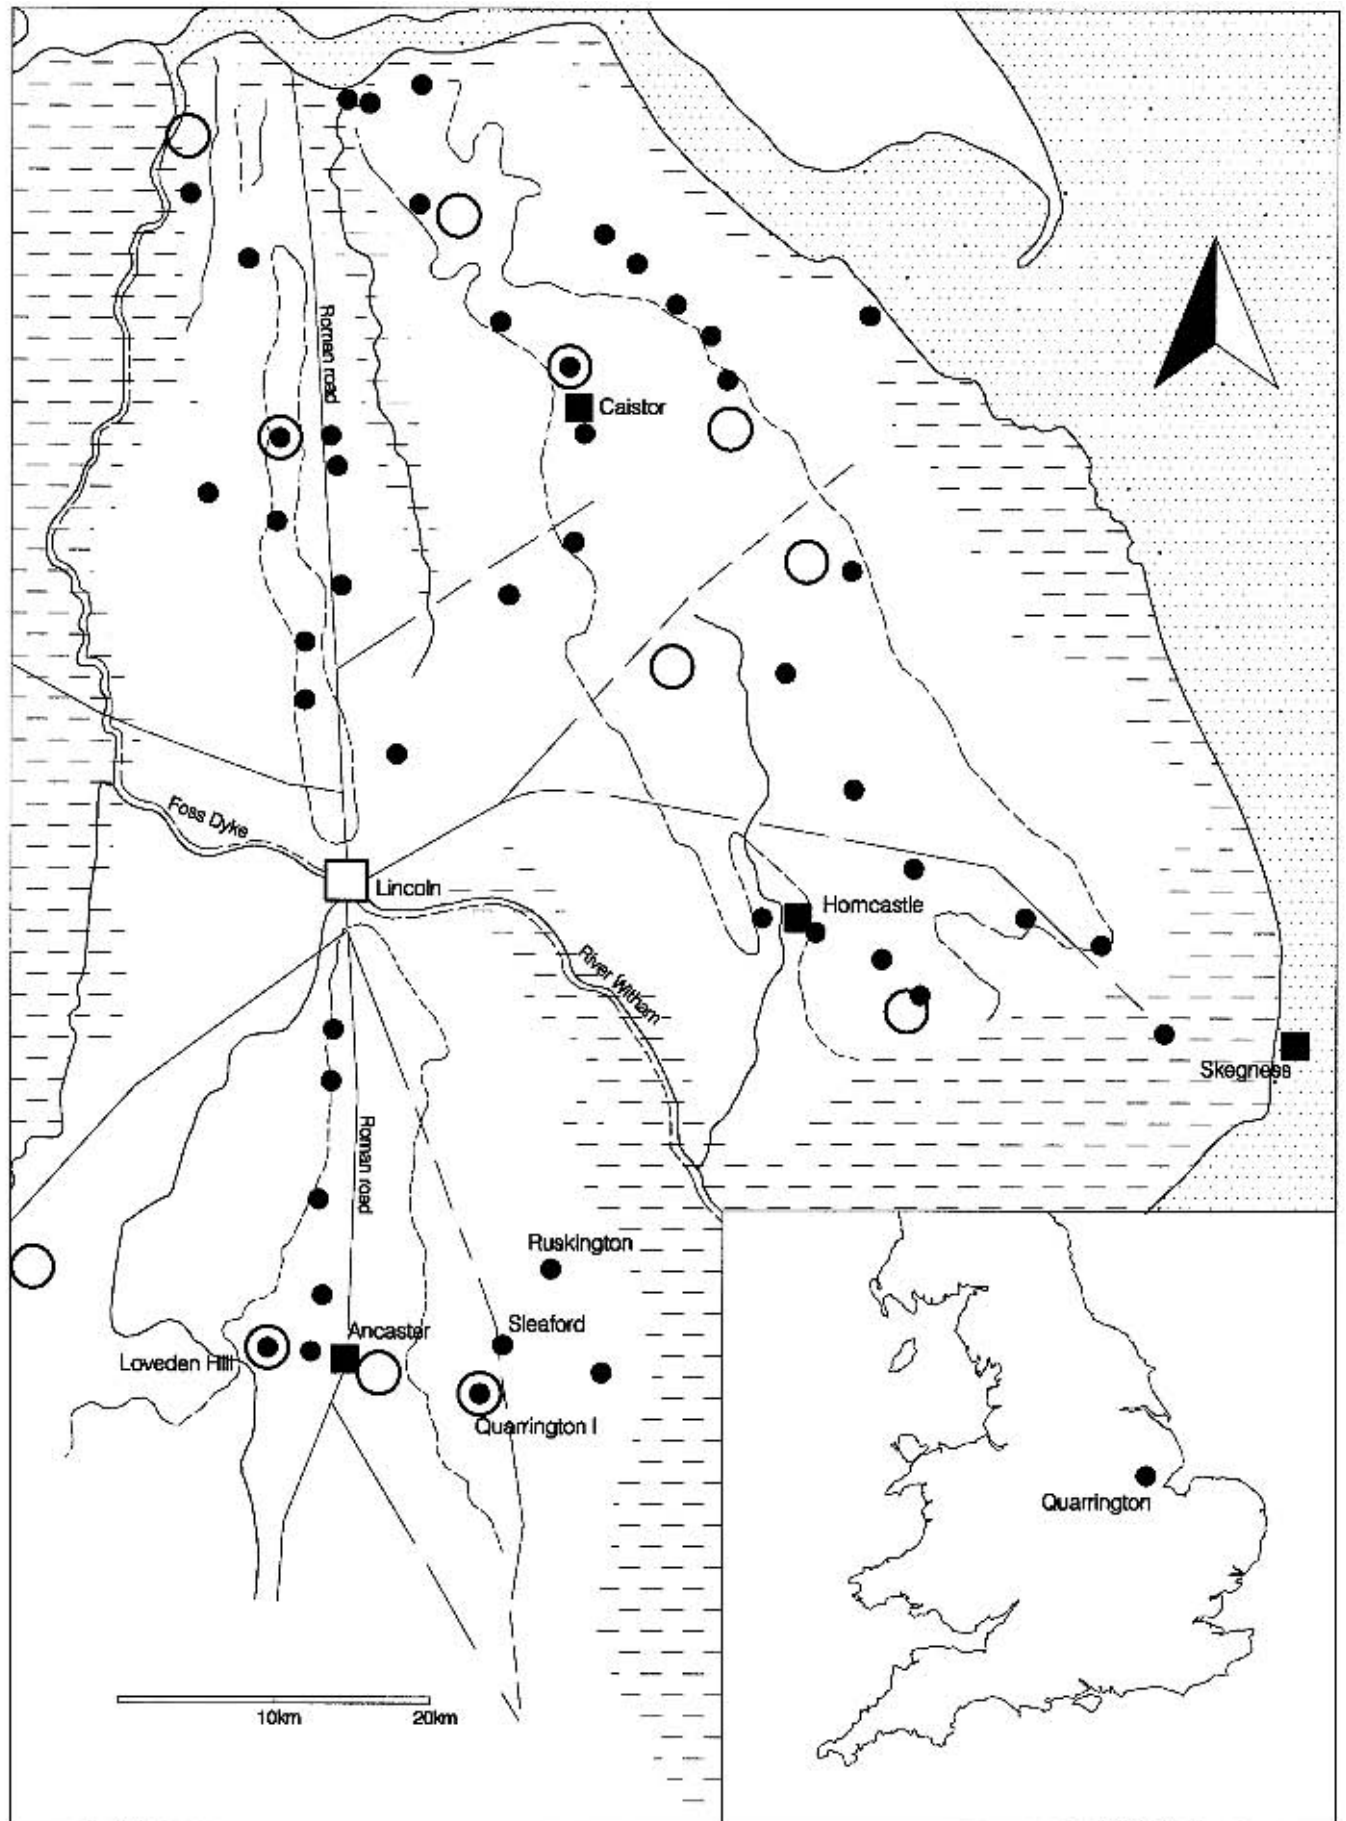 Roman road
Caistor
Foss Dyke
Lincoln
Horncastle
River Witham
Skegness
Roman road
Ruskington
Sleaford
Ancaster
Loveden Hill
Quarrington I
Quarrington
10km
20km